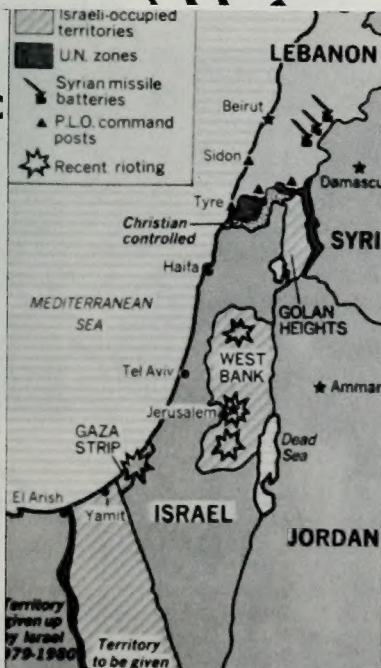 Israeli-occupied
territories
U.N. zones
Syrian missile
batteries
P.L.O. command
posts
Recent rioting
LEBANON
Beirut
Sidon
Damascu
Tyre
Christian
controlled
SYRI
Haifa
GOLAN
HEIGHTS
MEDITERRANEAN
SEA
WEST
BANK
Tel Aviv
Amman
Jerusalem
GAZA
STRIP
Dead
Sea
El Arish
Yamit
ISRAEL
JORDAN
Territory
given up
by Israel
979-1980
Territory
to be given